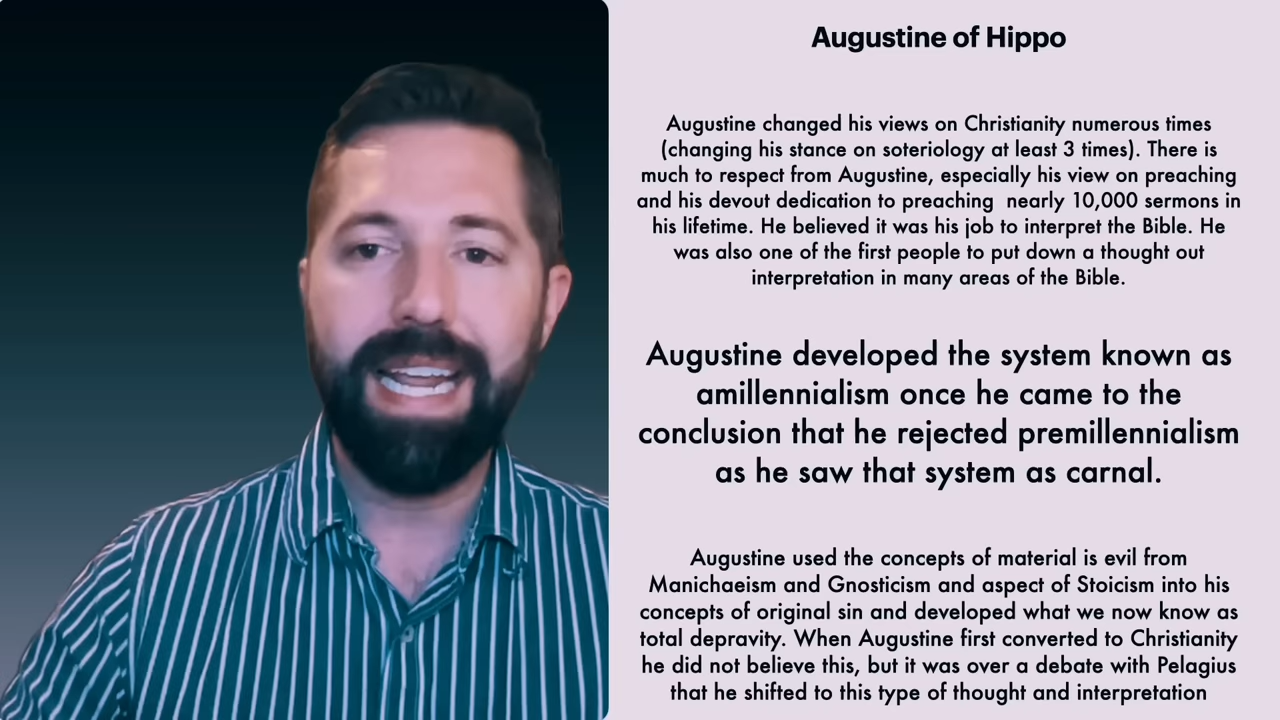 Augustine of Hippo
Augustine changed his views on Christianity numerous times
(changing his stance on soteriology at least 3 times). There is
much to respect from Augustine, especially his view on preaching
and his devout dedication to preaching  nearly 10,000 sermons in
his lifetime. He believed it was his job to interpret the Bible. He
was also one of the first people to put down a thought out
interpretation in many areas of the Bible.
Augustine developed the system known as
amillennialism once he came to the
conclusion that he rejected premillennialism
as he saw that system as carnal.
Augustine used the concepts of material is evil from
Manichaeism and Gnosticism and aspect of Stoicism into his
concepts of original sin and developed what we now know as
total depravity. When Augustine first converted to Christianity
he did not believe this, but it was over a debate with Pelagius
that he shifted to this type of thought and interpretation